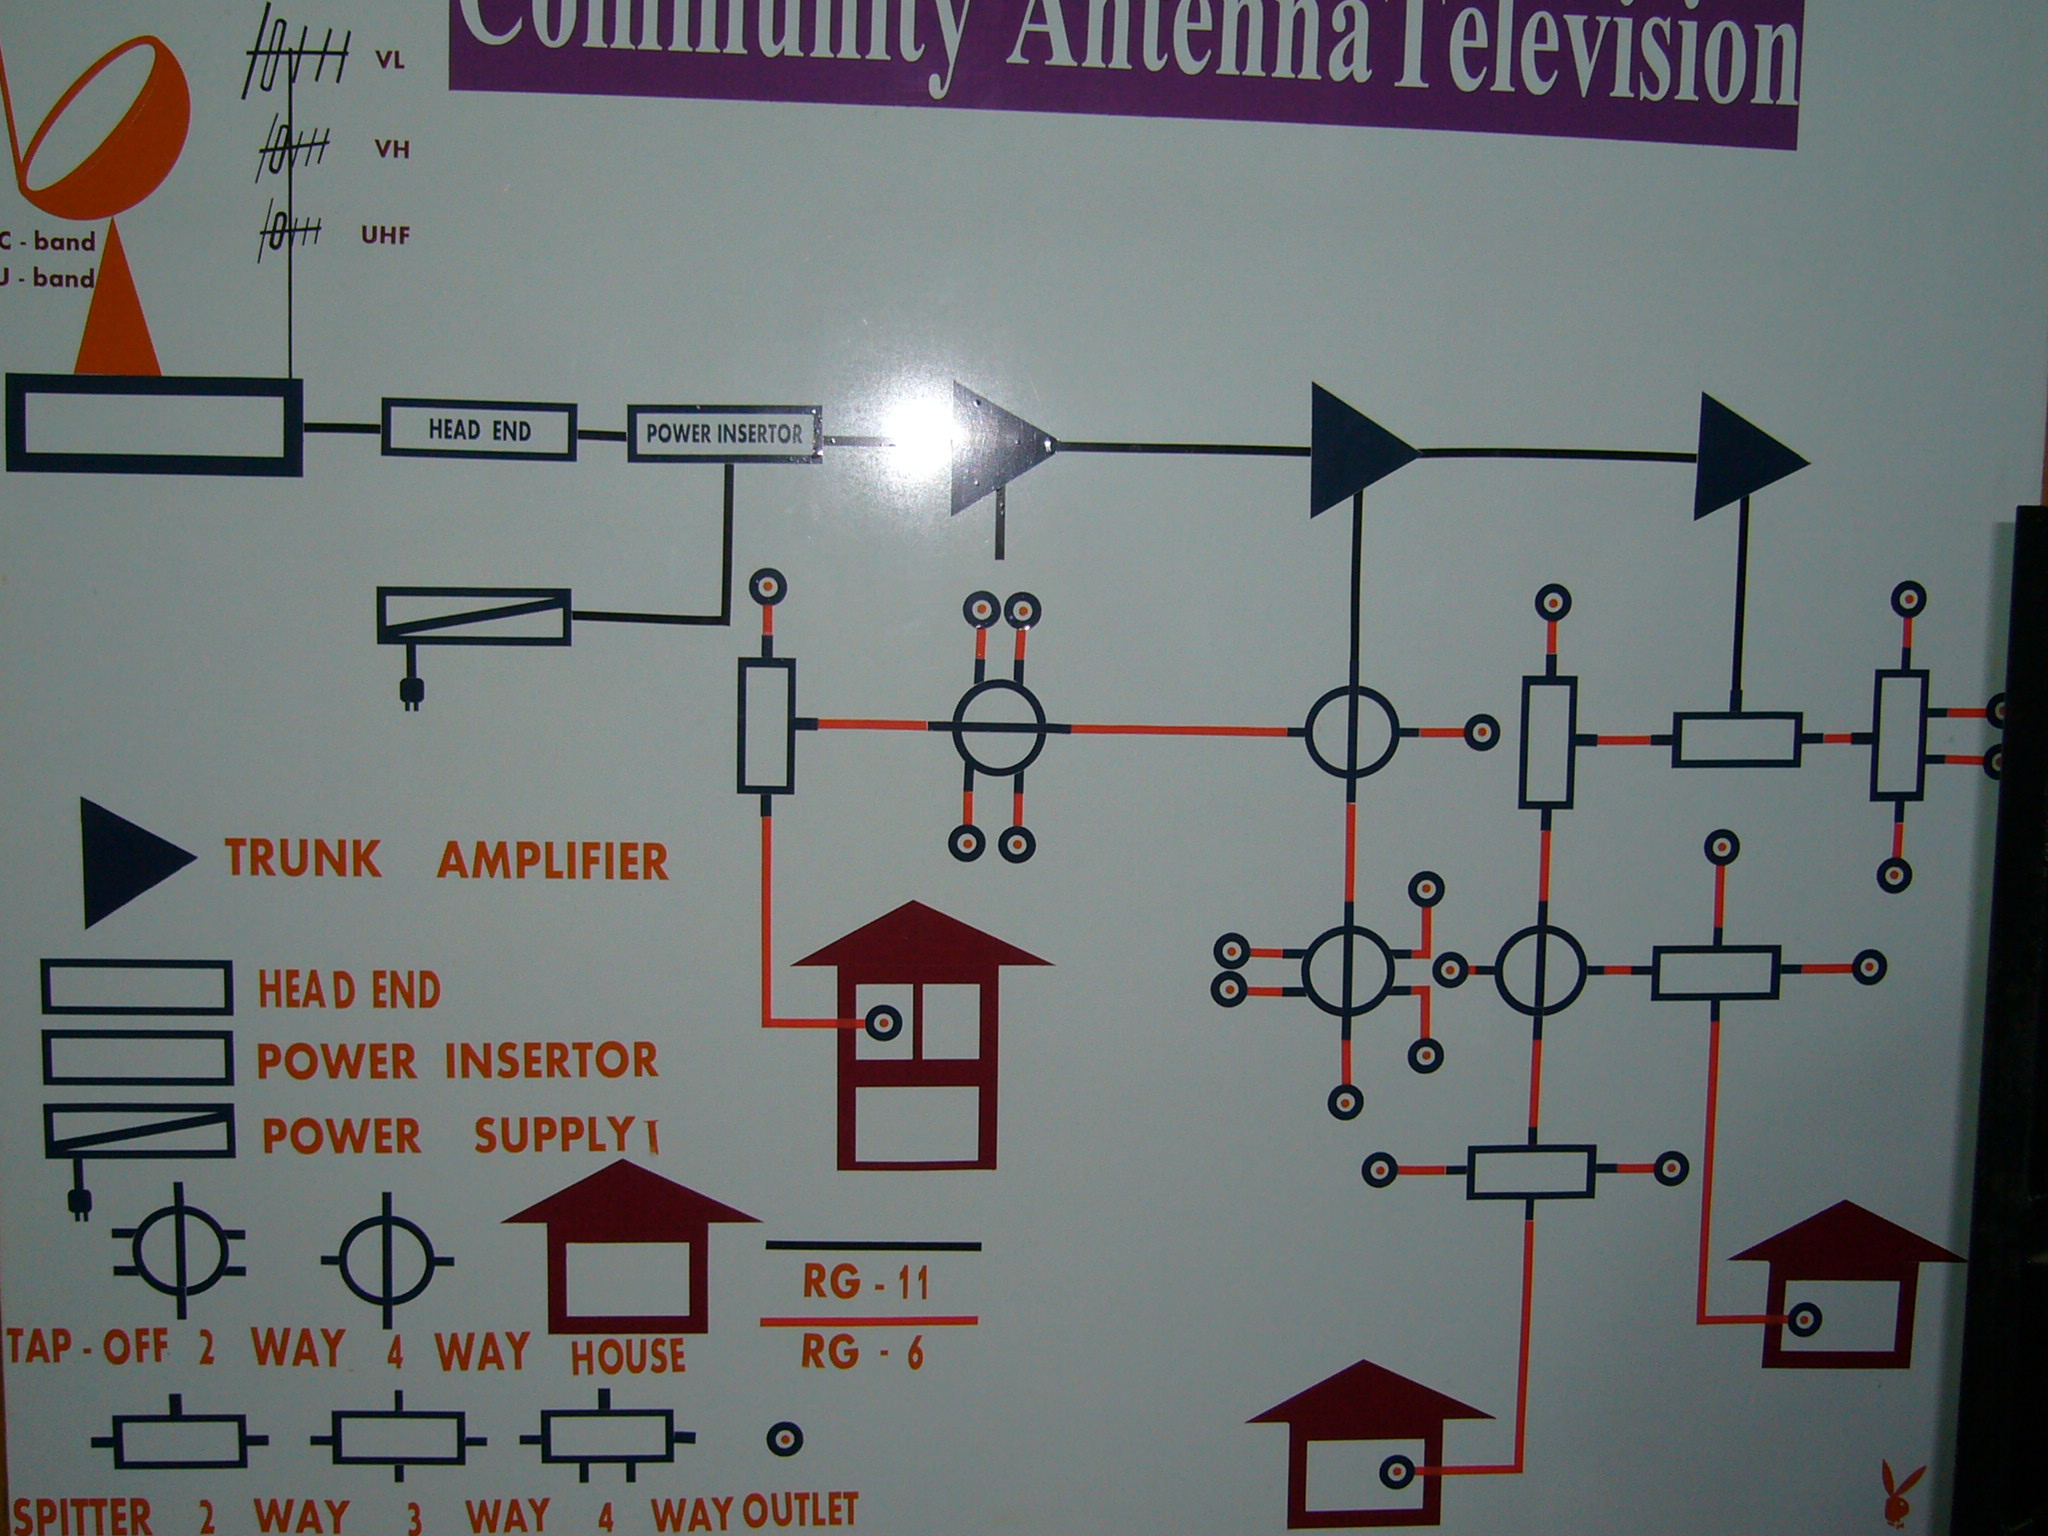 Community Antenna Television
VL
VH
UHF
C - band
U - band
HEAD END
POWER INSERTOR
TRUNK AMPLIFIER
HEAD END
POWER INSERTOR
POWER SUPPLY
TAP - OFF 2 WAY 4 WAY
HOUSE
RG - 11
RG - 6
SPITTER 2 WAY 3 WAY 4 WAY
OUTLET